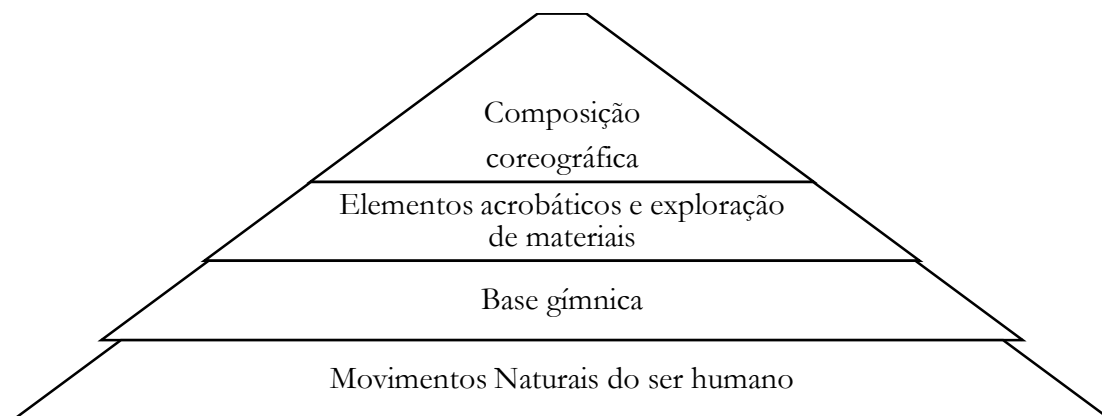 Composição
coreográfica
Elementos acrobáticos e exploração
de materiais
Base gímnica
Movimentos Naturais do ser humano